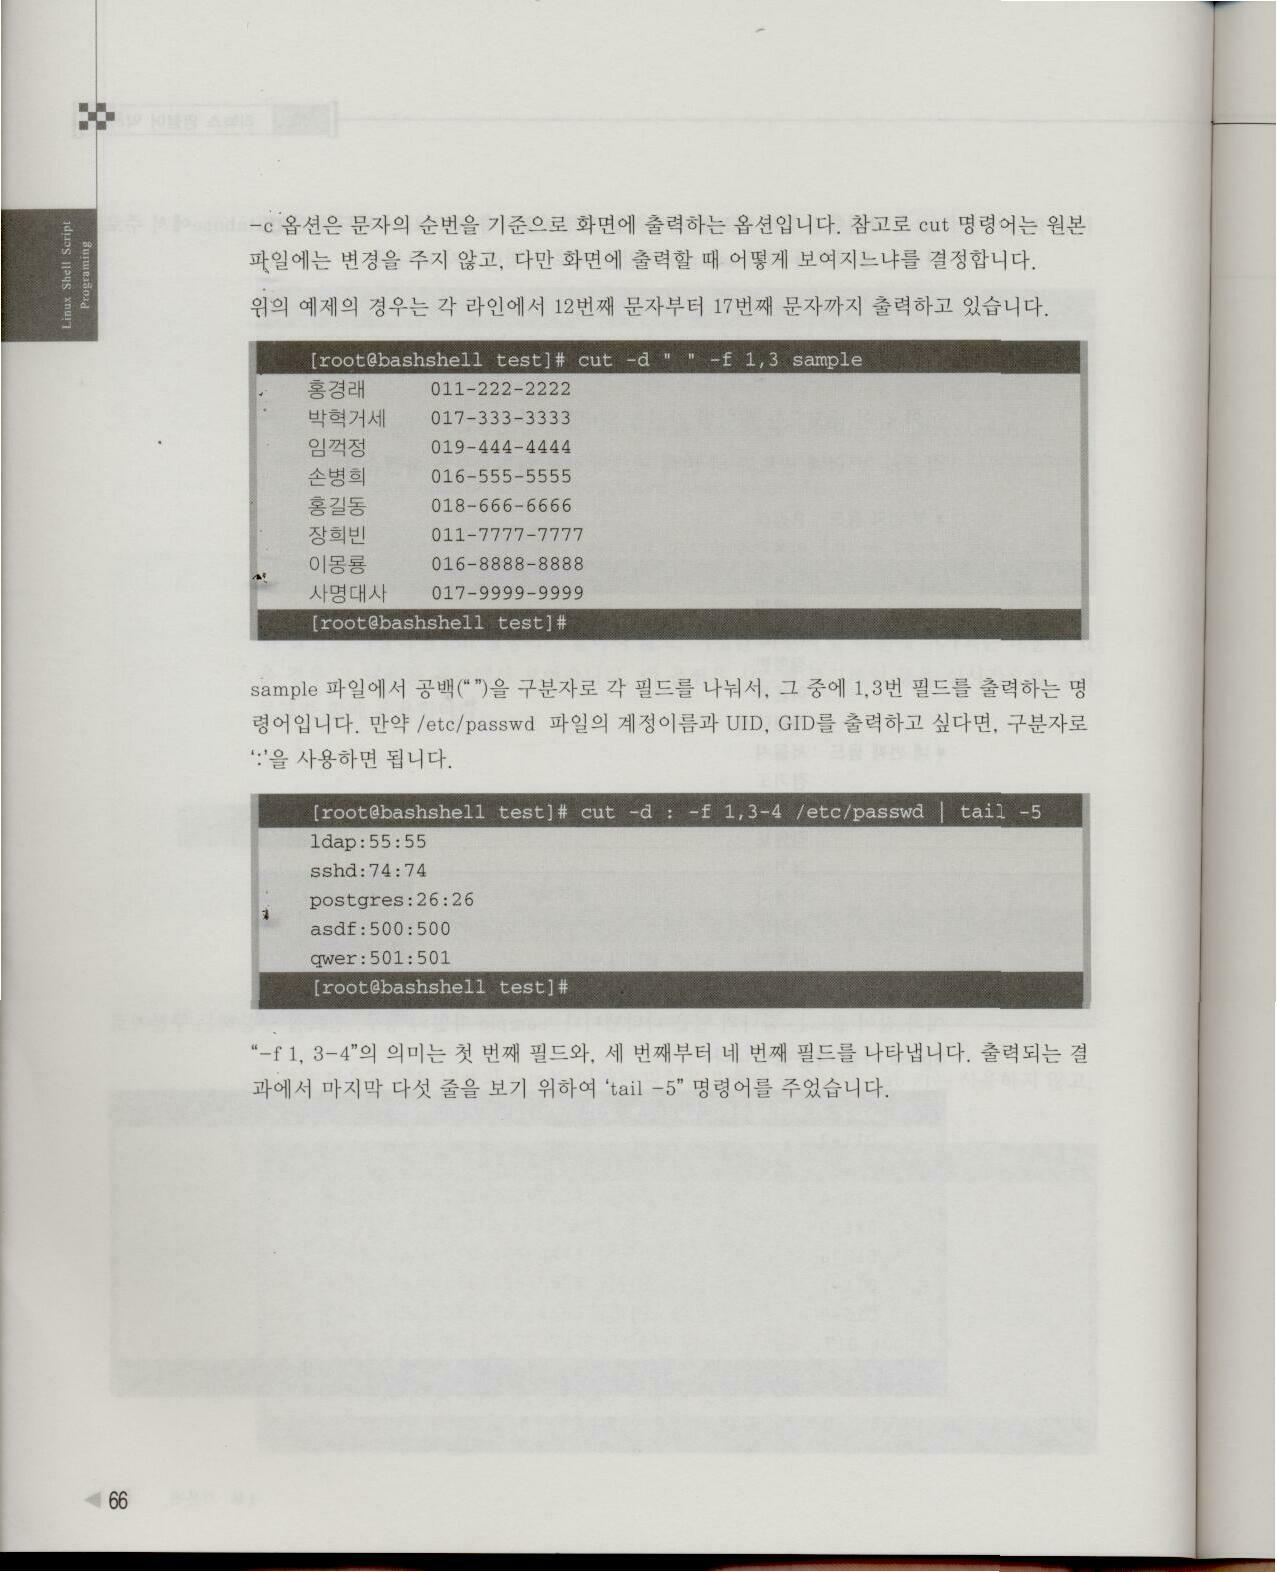 Linux Shell Script
Programing
-c 옵션은 문자의 순번을 기준으로 화면에 출력하는 옵션입니다. 참고로 cut 명령어는 원본
파일에는 변경을 주지 않고, 다만 화면에 출력할 때 어떻게 보여지느냐를 결정합니다.
위의 예제의 경우는 각 라인에서 12번째 문자부터 17번째 문자까지 출력하고 있습니다.
[root@bashshell test]# cut -d " " -f 1,3 sample
홍경래 011-222-2222
박혁거세 017-333-3333
임꺽정 019-444-4444
손병희 016-555-5555
홍길동 018-666-6666
장희빈 011-7777-7777
이몽룡 016-8888-8888
사명대사 017-9999-9999
[root@bashshell test]#
sample 파일에서 공백(“ ”)을 구분자로 각 필드를 나눠서, 그 중에 1,3번 필드를 출력하는 명
령어입니다. 만약 /etc/passwd 파일의 계정이름과 UID, GID를 출력하고 싶다면, 구분자로
‘:’을 사용하면 됩니다.
[root@bashshell test]# cut -d : -f 1,3-4 /etc/passwd | tail -5
ldap:55:55
sshd:74:74
postgres:26:26
asdf:500:500
qwer:501:501
[root@bashshell test]#
“-f 1, 3-4”의 의미는 첫 번째 필드와, 세 번째부터 네 번째 필드를 나타냅니다. 출력되는 결
과에서 마지막 다섯 줄을 보기 위하여 ‘tail -5” 명령어를 주었습니다.
66